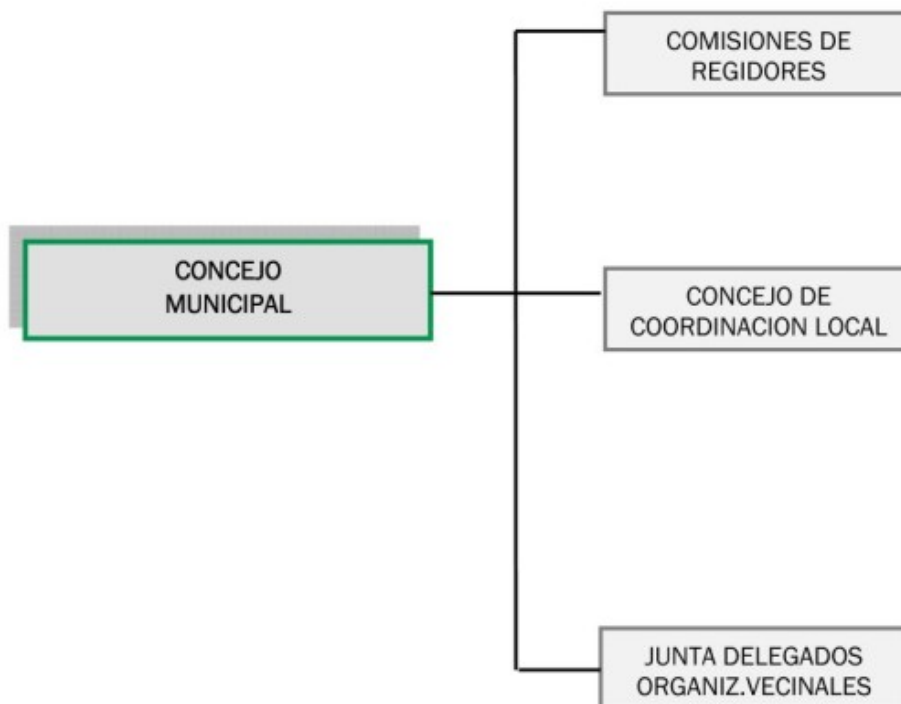 COMISIONES DE
REGIDORES
CONCEJO
MUNICIPAL
CONCEJO DE
COORDINACION LOCAL
JUNTA DELEGADOS
ORGANIZ.VECINALES